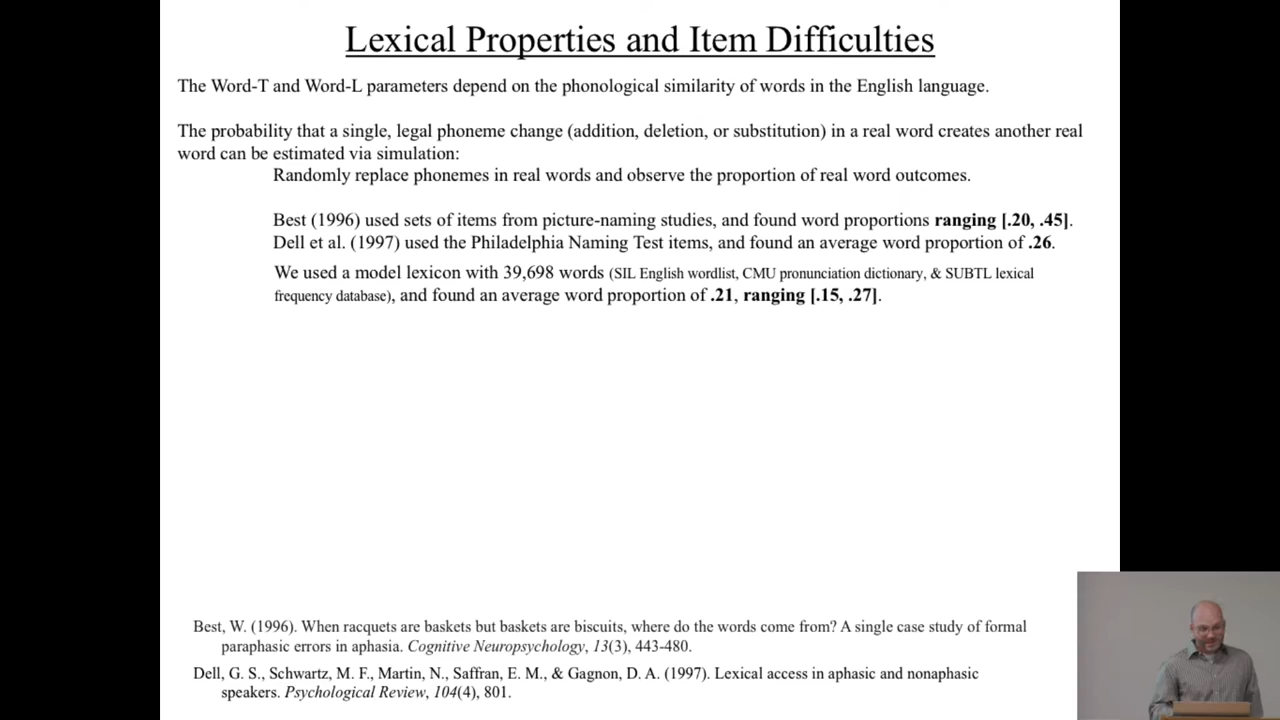 Lexical Properties and Item Difficulties
The Word-T and Word-L parameters depend on the phonological similarity of words in the English language.
The probability that a single, legal phoneme change (addition, deletion, or substitution) in a real word creates another real
word can be estimated via simulation:
Randomly replace phonemes in real words and observe the proportion of real word outcomes.
Best (1996) used sets of items from picture-naming studies, and found word proportions ranging [.20, .45].
Dell et al. (1997) used the Philadelphia Naming Test items, and found an average word proportion of .26.
We used a model lexicon with 39,698 words (SIL English wordlist, CMU pronunciation dictionary, & SUBTL lexical
frequency database), and found an average word proportion of .21, ranging [.15, .27].
Best, W. (1996). When racquets are baskets but baskets are biscuits, where do the words come from? A single case study of formal
paraphasic errors in aphasia. Cognitive Neuropsychology, 13(3), 443-480.
Dell, G. S., Schwartz, M. F., Martin, N., Saffran, E. M., & Gagnon, D. A. (1997). Lexical access in aphasic and nonaphasic
speakers. Psychological Review, 104(4), 801.